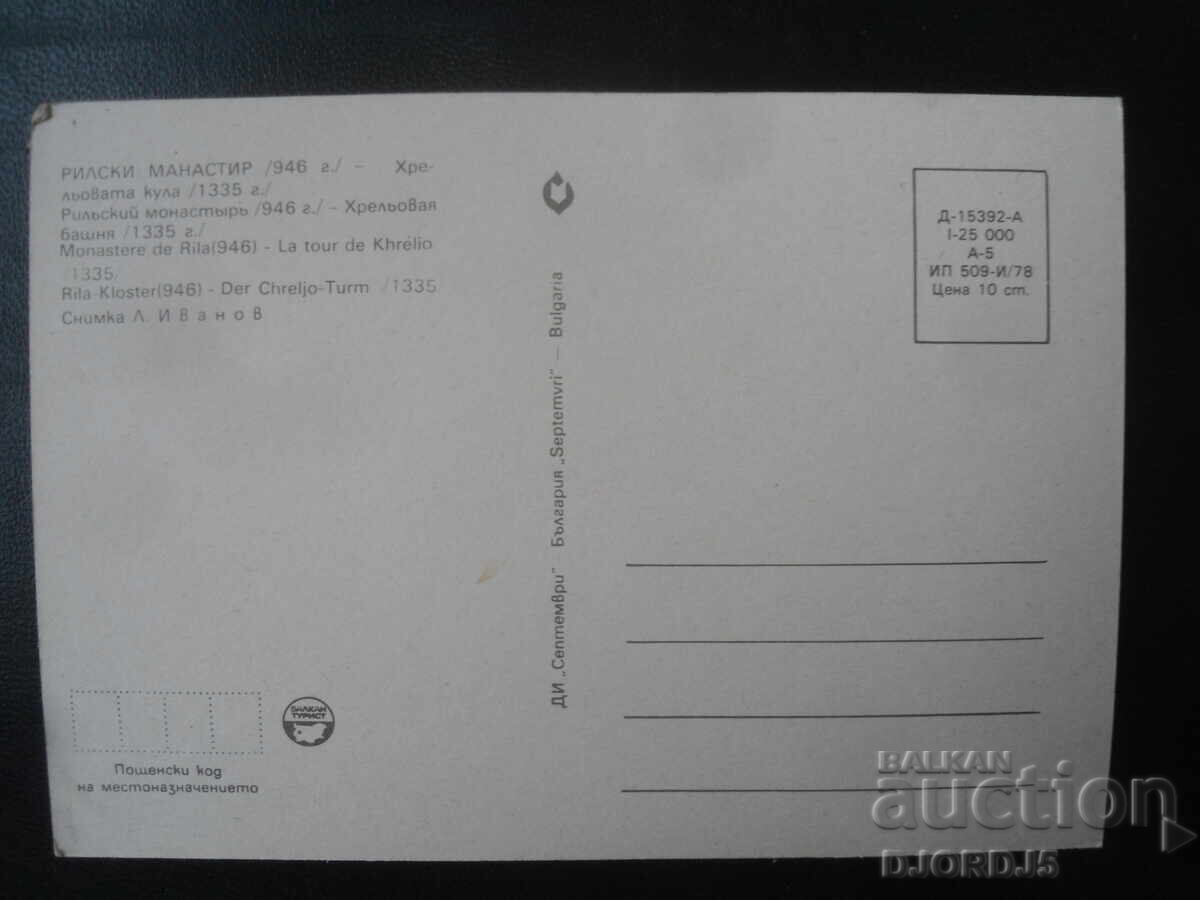 РИЛСКИ МАНАСТИР /946 г./ - Хре-
льовата кула /1335 г./
Рильский монастырь /946 г./ - Хрельовая
башня /1335 г./
Monastere de Rila(946) - La tour de Khrélio
/1335/
Rila-Kloster(946) - Der Chreljo-Turm /1335
Снимка Л. Иванов
ДИ „Септември" България „Septemvri" — Bulgaria
Д-15392-А
I-25 000
А-5
ИП 509-И/78
Цена 10 ст.
БАЛКАН
ТУРИСТ
Пощенски код
на местоназначението
BALKAN
auction
DJORDJ5